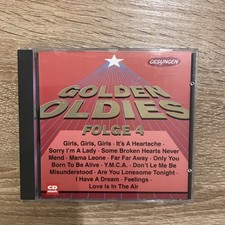 GESUNGEN
GOLDEN
OLDIES
FOLGE 4
Girls, Girls, Girls · It's A Heartache ·
Sorry I'm A Lady · Some Broken Hearts Never
Mend · Mama Leone · Far Far Away · Only You
Born To Be Alive · Y.M.C.A. · Don't Let Me Be
Misunderstood · Are You Lonesome Tonight ·
I Have A Dream · Feelings ·
Love Is In The Air
CD